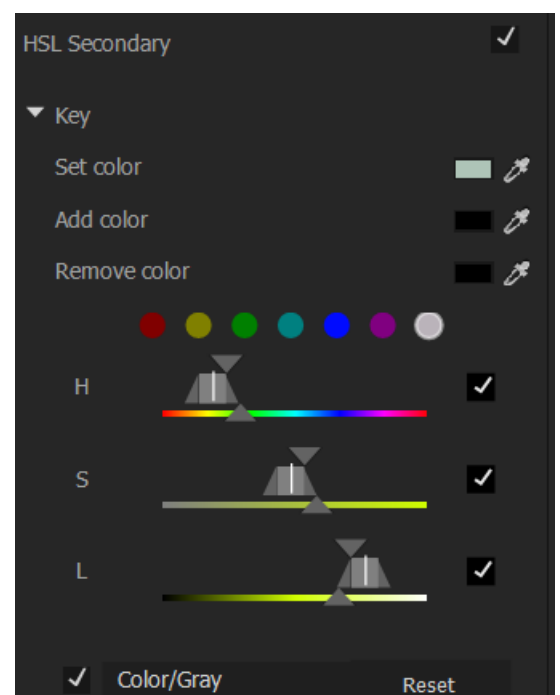 HSL Secondary
Key
Set color
Add color
Remove color
H
S
L
Color/Gray Reset